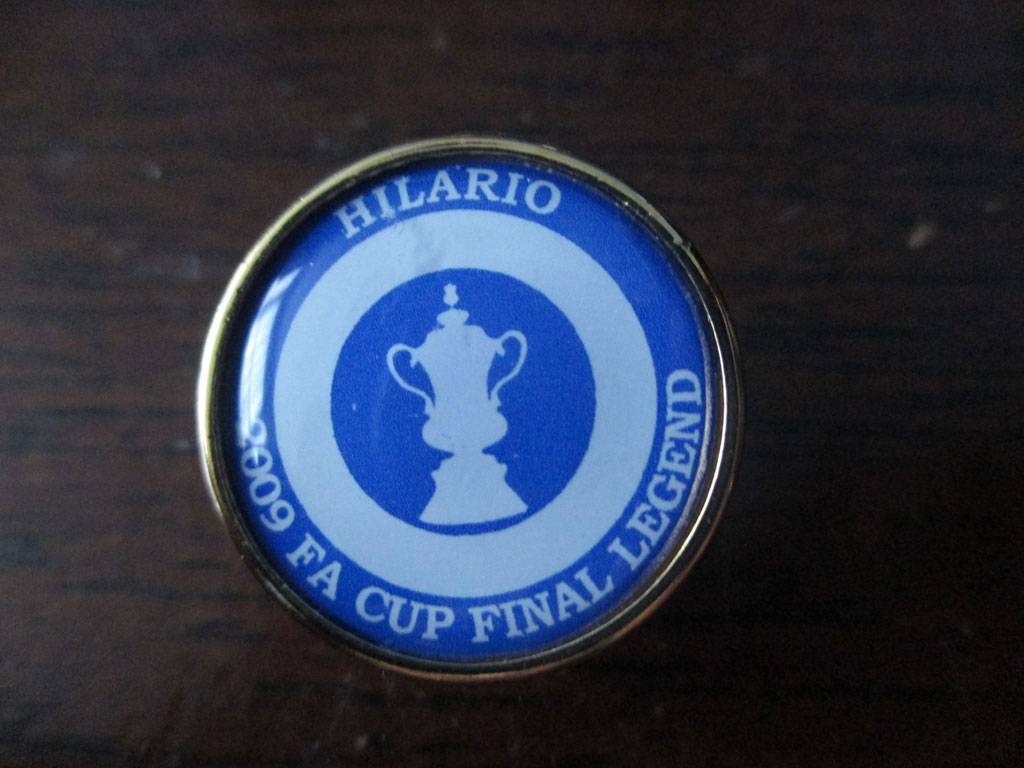 HILARIO
2009 FA CUP FINAL LEGEND